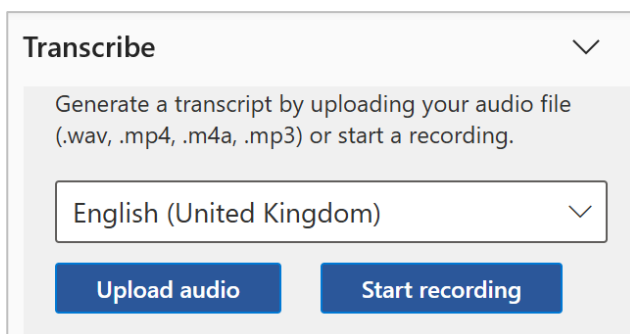 Transcribe
Generate a transcript by uploading your audio file
(.wav, .mp4, .m4a, .mp3) or start a recording.
English (United Kingdom)
Upload audio
Start recording